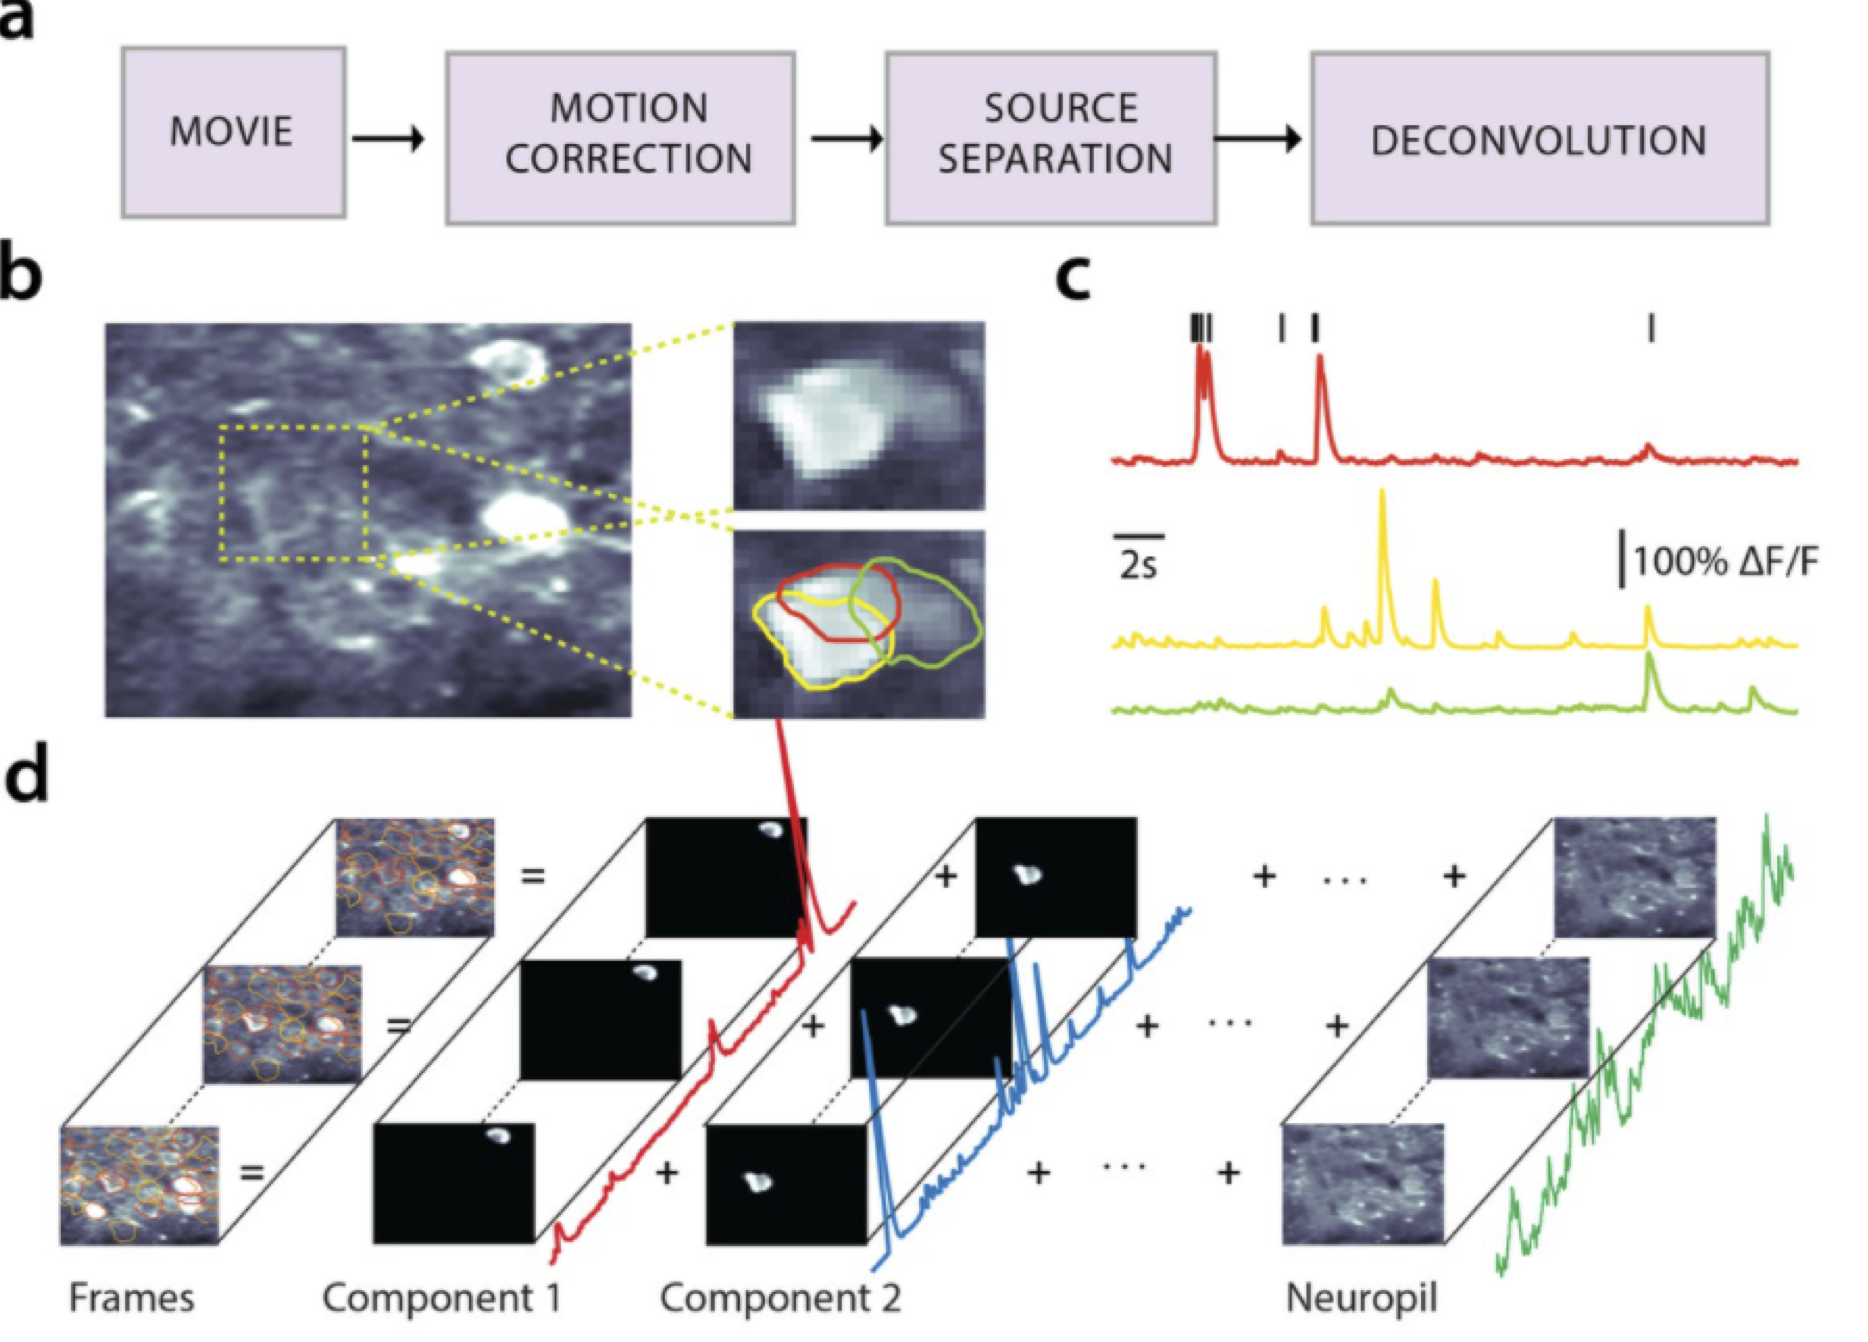 a
MOVIE
MOTION
CORRECTION
SOURCE
SEPARATION
DECONVOLUTION
b
c
2s
100% ΔF/F
d
= + + ... +
= + + ... +
= + + ... +
Frames
Component 1
Component 2
Neuropil